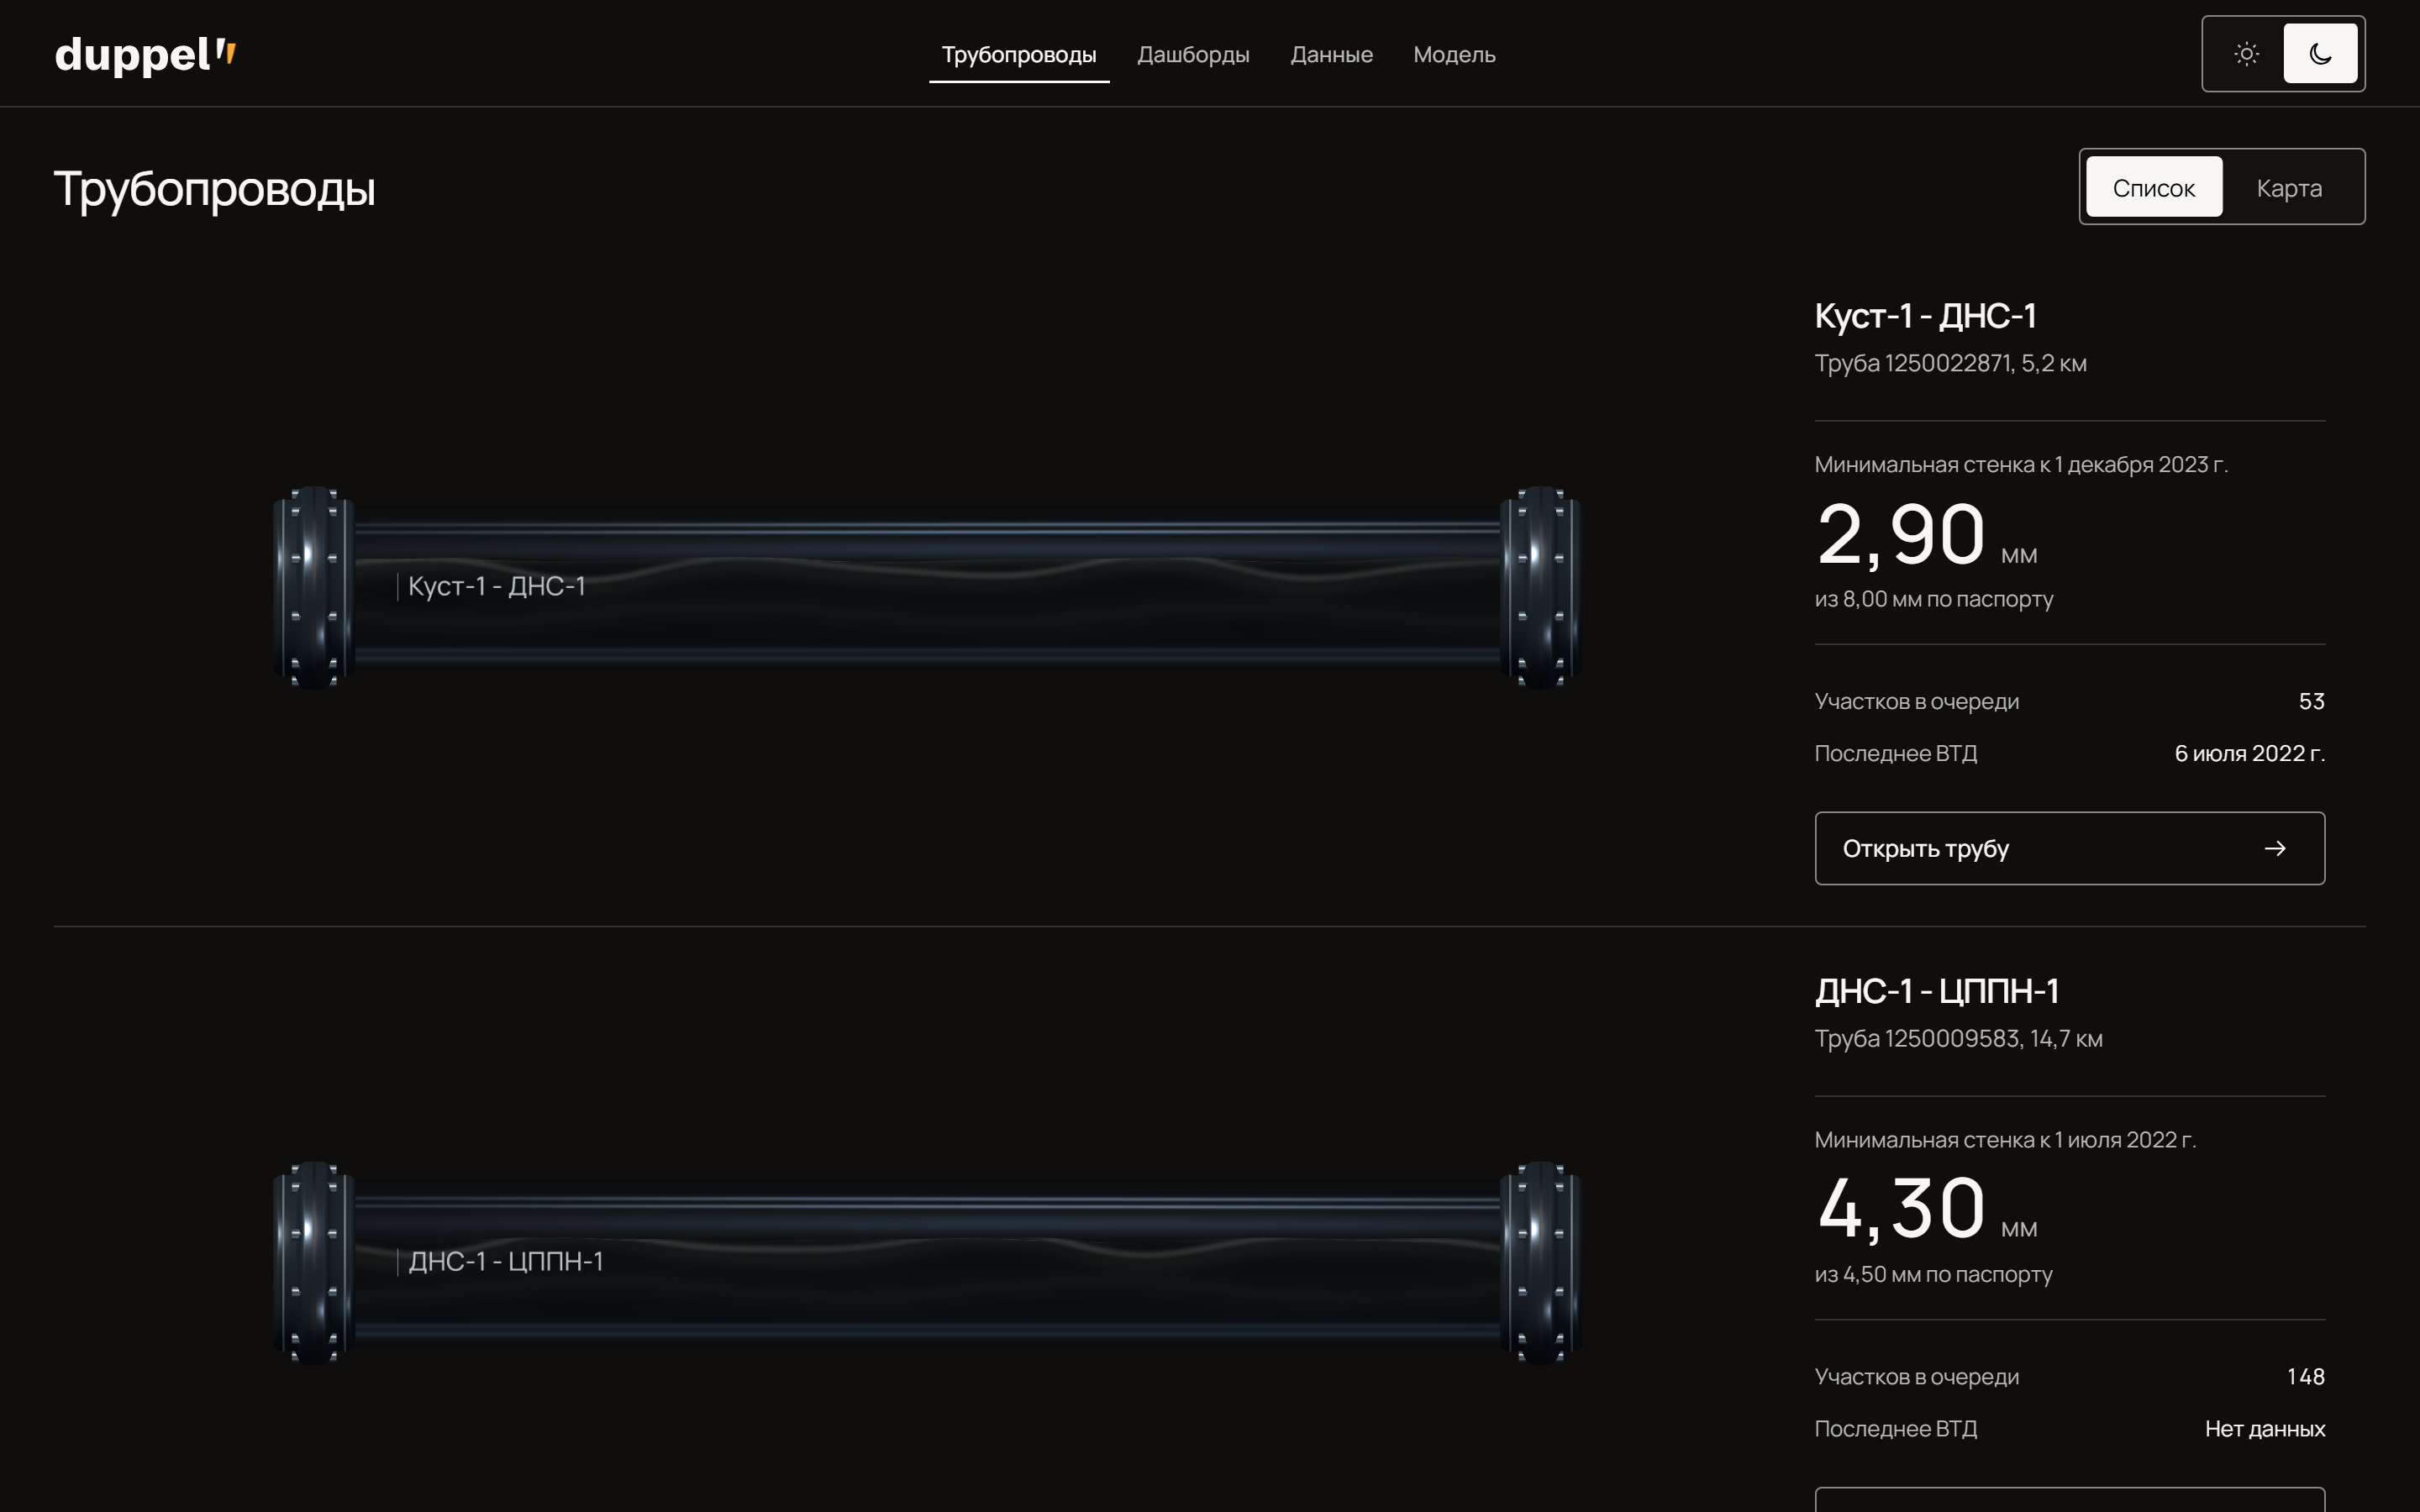 duppel
Трубопроводы
Дашборды
Данные
Модель
Трубопроводы
Список
Карта
Куст-1 - ДНС-1
Куст-1 - ДНС-1
Труба 1250022871, 5,2 км
Минимальная стенка к 1 декабря 2023 г.
2,90 мм
из 8,00 мм по паспорту
Участков в очереди 53
Последнее ВТД 6 июля 2022 г.
Открыть трубу
ДНС-1 - ЦППН-1
ДНС-1 - ЦППН-1
Труба 1250009583, 14,7 км
Минимальная стенка к 1 июля 2022 г.
4,30 мм
из 4,50 мм по паспорту
Участков в очереди 148
Последнее ВТД Нет данных